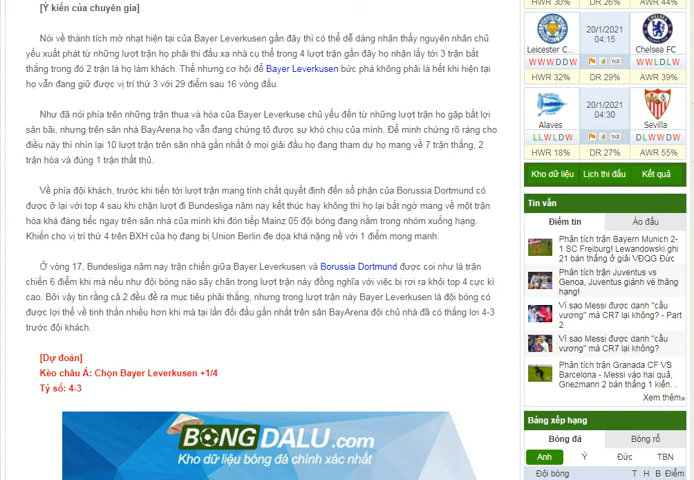 [Ý kiến của chuyên gia]
Nói về thành tích mờ nhạt hiện tại của Bayer Leverkusen gần đây thì có thể dễ dàng nhận thấy nguyên nhân chủ
yếu xuất phát từ những lượt trận họ phải thi đấu xa nhà cụ thể trong 4 lượt trận gần đây họ nhận lấy tới 3 trận bất
thắng trong đó 2 trận là họ làm khách. Thế nhưng cơ hội để Bayer Leverkusen bức phá không phải là hết khi hiện tại
họ vẫn đang giữ được vị trí thứ 3 với 29 điểm sau 16 vòng đấu.
Như đã nói phía trên những trận thua và hòa của Bayer Leverkuse chủ yếu đến từ những lượt trận họ gặp bất lợi
sân bãi, nhưng trên sân nhà BayArena họ vẫn đang chứng tỏ được sự khó chịu của mình. Để minh chứng rõ ràng cho
điều này thì nhìn lại 10 lượt trận trên sân nhà gần nhất ở mọi giải đấu họ đang tham dự họ mang về 7 trận thắng, 2
trận hòa và đúng 1 trận thất thủ.
Về phía đội khách, trước khi tiến tới lượt trận mang tính chất quyết định đến số phận của Borussia Dortmund có
được ở lại với top 4 sau khi chặn lượt đi Bundesliga năm nay kết thúc hay không thì họ lại bất ngờ mang về một trận
hòa khá đáng tiếc ngay trên sân nhà của mình khi đón tiếp Mainz 05 đội bóng đang nằm trong nhóm xuống hạng.
Khiến cho vị trí thứ 4 trên BXH của họ đang bị Union Berlin đe dọa khá nặng nề với 1 điểm mong manh.
Ở vòng 17, Bundesliga năm nay trận chiến giữa Bayer Leverkusen và Borussia Dortmund được coi như là trận
chiến 6 điểm khi mà nếu như đội bóng nào sảy chân trong lượt trận này đồng nghĩa với việc bị rơi ra khỏi top 4 cực kì
cao. Bởi vậy tin rằng cả 2 đều đề ra mục tiêu phải thắng, nhưng trong lượt trận này Bayer Leverkusen là đội bóng có
được lợi thế về tinh thần nhiều hơn khi mà tại lần đối đầu gần nhất trên sân BayArena đội chủ nhà đã có thắng lợi 4-3
trước đội khách.
[Dự đoán]
Kèo châu Á: Chọn Bayer Leverkusen +1/4
Tỷ số: 4-3
BONGDALU.com
Kho dữ liệu bóng đá chính xác nhất
HWR 30% DR 26% AWR 44%
20/1/2021
04:15
Leicester C... Chelsea FC
WWWDDW WWLDLW
HWR 32% DR 29% AWR 39%
20/1/2021
04:30
Alaves Sevilla
LLWLDW DWWLDW
HWR 18% DR 27% AWR 55%
Kho dữ liệu Lịch thi đấu Kết quả
Tin vắn
Điểm tin Áo đấu
Phân tích trận Bayern Munich 2-
1 SC Freiburg! Lewandowski ghi
21 bàn thắng ở giải VĐQG Đức
Phân tích trận Juventus vs
Genoa, Juventus giành vé thăng
hạng!
Vì sao Messi được danh "cầu
vương" mà CR7 lại không? - Part
2
Vì sao Messi được danh "cầu
vương" mà CR7 lại không?
Phân tích trận Granada CF VS
Barcelona - Messi vào hai quả,
Griezmann 2 bàn thắng 1 kiến…
Xem thêm»
Bảng xếp hạng
Bóng đá Bóng rổ
Anh Ý Đức TBN
Đội bóng T H B Điểm